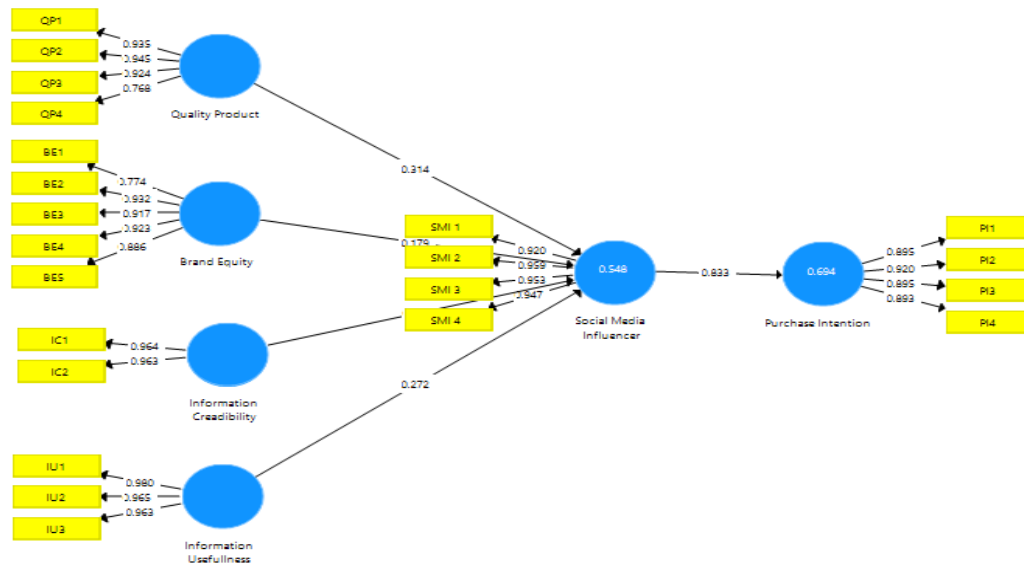 QP1
QP2
QP3
QP4
0.935
0.945
0.924
0.768
Quality Product
BE1
BE2
BE3
BE4
BE5
0.774
0.932
0.917
0.923
0.886
Brand Equity
IC1
IC2
0.964
0.963
Information
Creadibility
IU1
IU2
IU3
0.980
0.965
0.963
Information
Usefullness
0.314
0.179
0.272
SMI 1
SMI 2
SMI 3
SMI 4
0.920
0.959
0.953
0.947
0.548
Social Media
Influencer
0.833
0.694
Purchase Intention
0.895
0.920
0.895
0.893
PI1
PI2
PI3
PI4